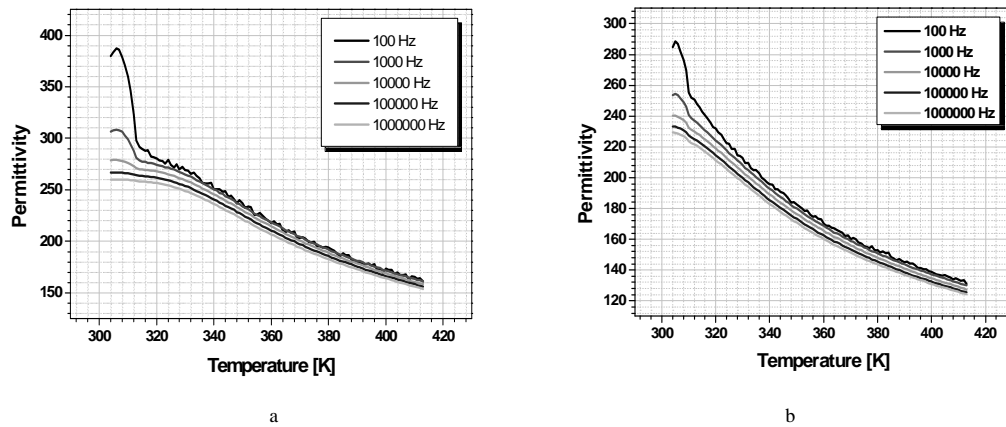 400
350
300
250
200
150
300 320 340 360 380 400 420
Permittivity
Temperature [K]
100 Hz
1000 Hz
10000 Hz
100000 Hz
1000000 Hz
a
300
280
260
240
220
200
180
160
140
120
300 320 340 360 380 400 420
Permittivity
Temperature [K]
100 Hz
1000 Hz
10000 Hz
100000 Hz
1000000 Hz
b